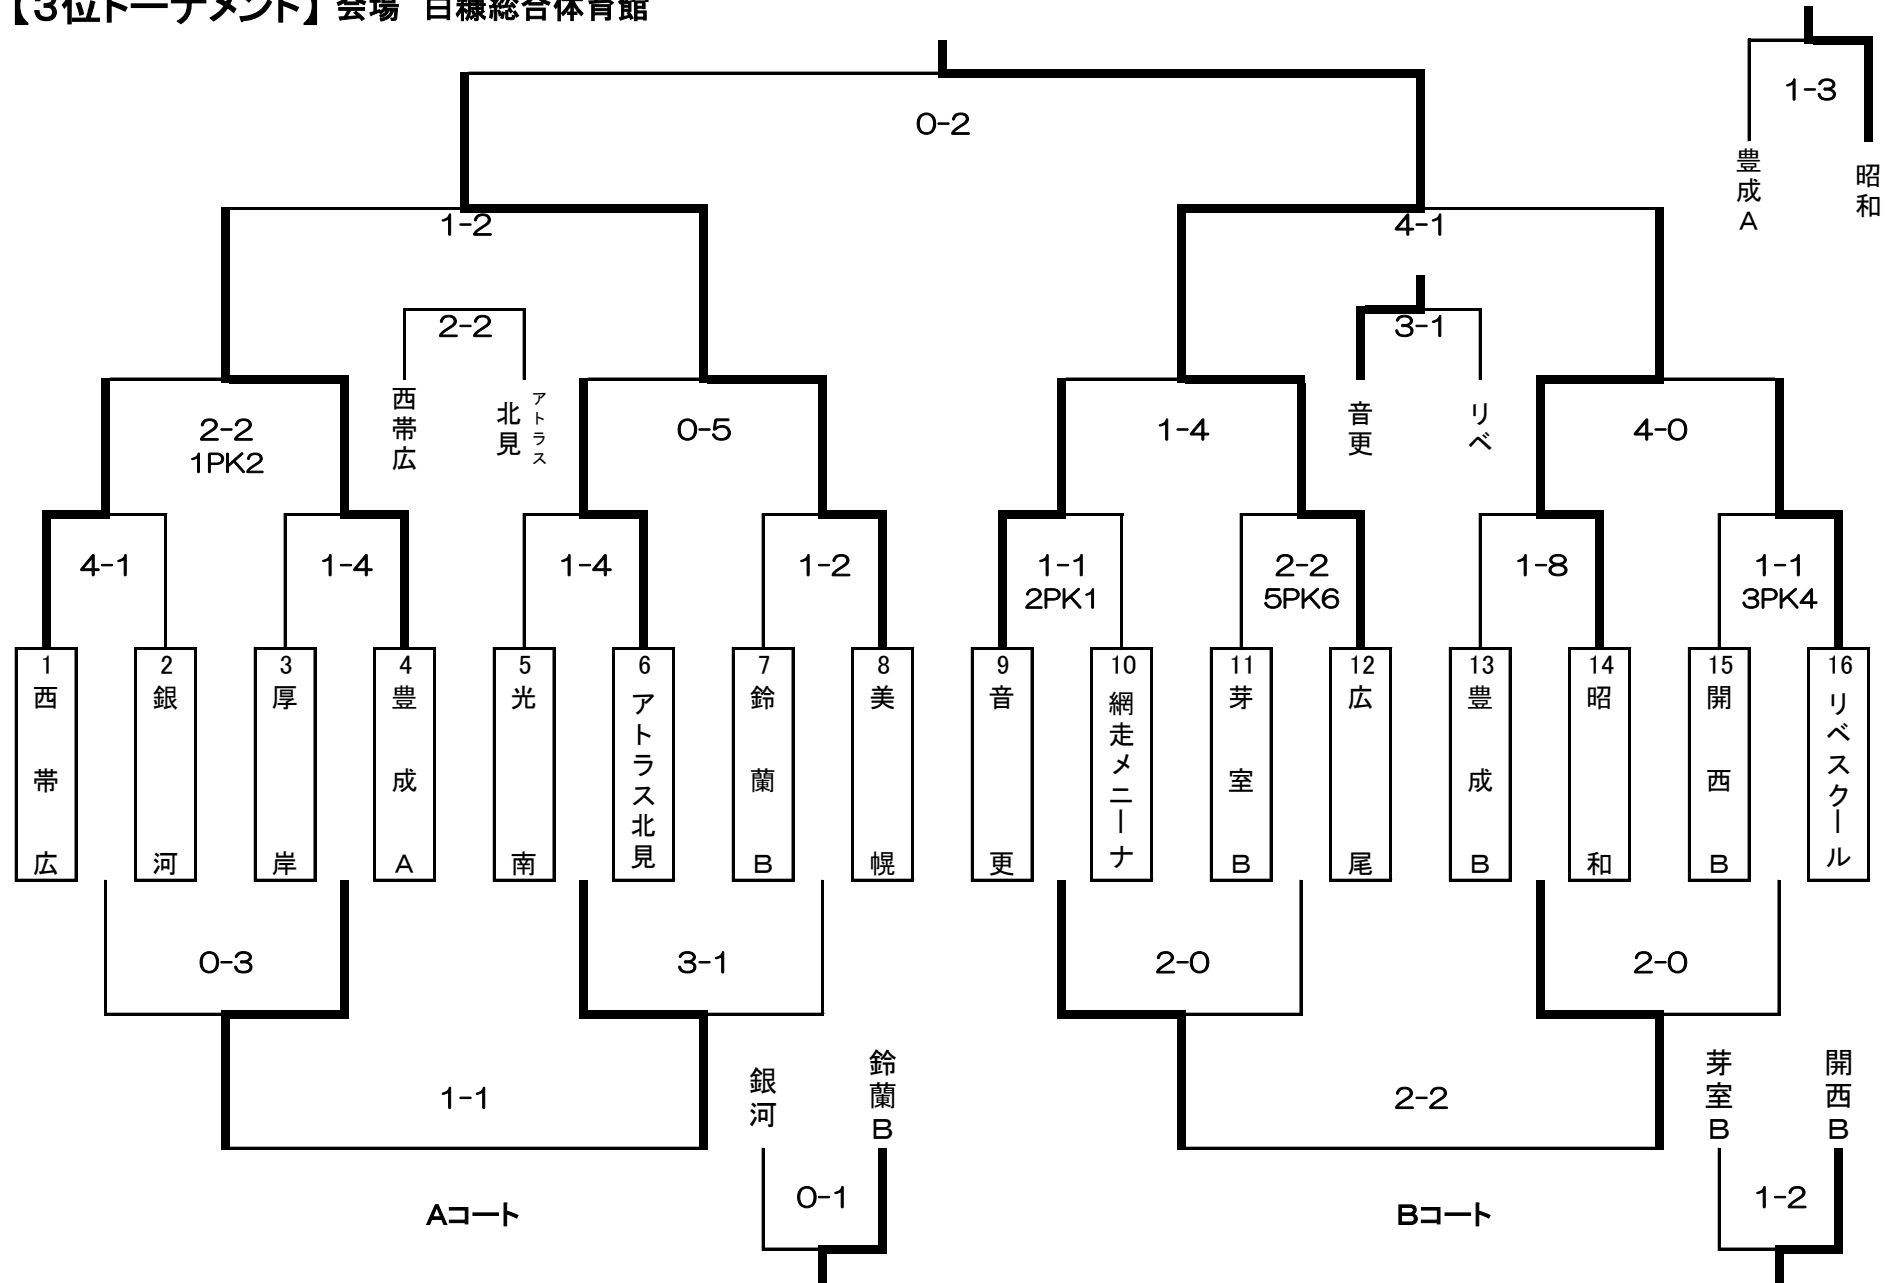 【3位トーナメント】 会場 白糠総合体育館
1-3
豊成A
昭和
0-2
1-2
4-1
2-2
西帯広
北見
アトラス
3-1
音更
リベ
2-2
1PK2
0-5
1-4
4-0
4-1
1-4
1-4
1-2
1-1
2PK1
2-2
5PK6
1-8
1-1
3PK4
1 西帯広
2 銀河
3 厚岸
4 豊成A
5 光南
6 アトラス北見
7 鈴蘭B
8 美幌
9 音更
10 網走メニーナ
11 芽室B
12 広尾
13 豊成B
14 昭和
15 開西B
16 リベスクール
0-3
3-1
2-0
2-0
1-1
銀河
鈴蘭B
0-1
2-2
芽室B
開西B
1-2
Aコート
Bコート